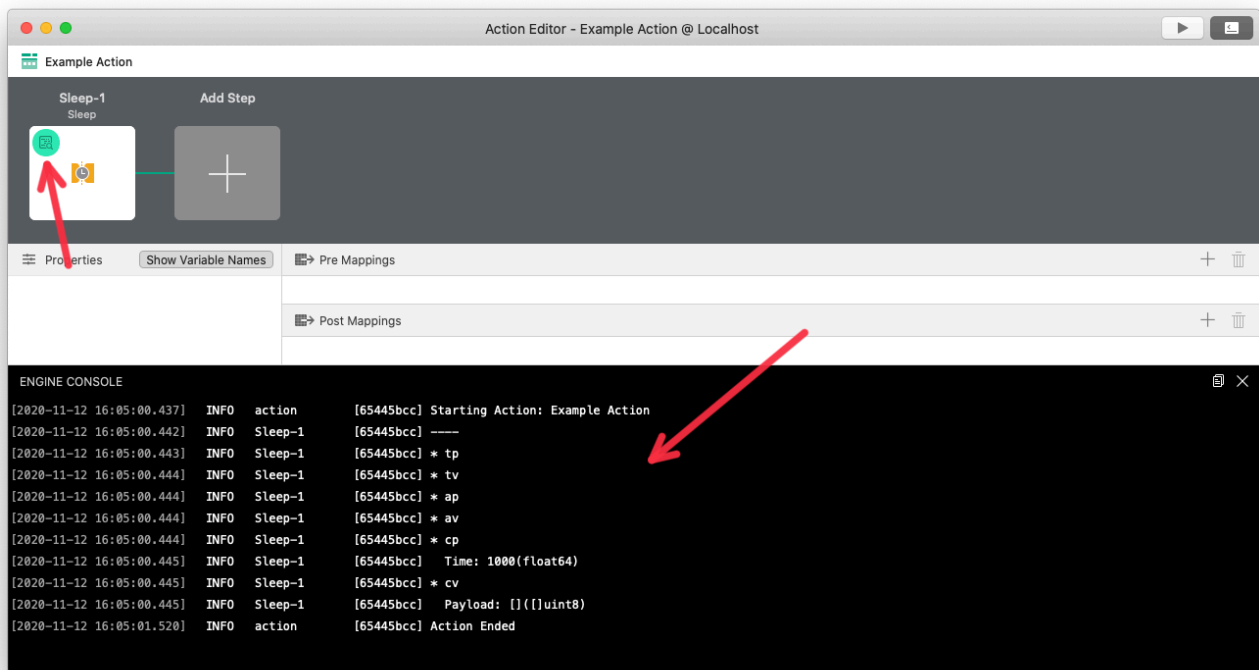 Action Editor - Example Action @ Localhost
Example Action
Sleep-1
Sleep
Add Step
Properties
Show Variable Names
Pre Mappings
Post Mappings
ENGINE CONSOLE
[2020-11-12 16:05:00.437] INFO action [65445bcc] Starting Action: Example Action
[2020-11-12 16:05:00.442] INFO Sleep-1 [65445bcc] ----
[2020-11-12 16:05:00.443] INFO Sleep-1 [65445bcc] * tp
[2020-11-12 16:05:00.444] INFO Sleep-1 [65445bcc] * tv
[2020-11-12 16:05:00.444] INFO Sleep-1 [65445bcc] * ap
[2020-11-12 16:05:00.444] INFO Sleep-1 [65445bcc] * av
[2020-11-12 16:05:00.444] INFO Sleep-1 [65445bcc] * cp
[2020-11-12 16:05:00.445] INFO Sleep-1 [65445bcc] Time: 1000(float64)
[2020-11-12 16:05:00.445] INFO Sleep-1 [65445bcc] * cv
[2020-11-12 16:05:00.445] INFO Sleep-1 [65445bcc] Payload: []([]uint8)
[2020-11-12 16:05:01.520] INFO action [65445bcc] Action Ended